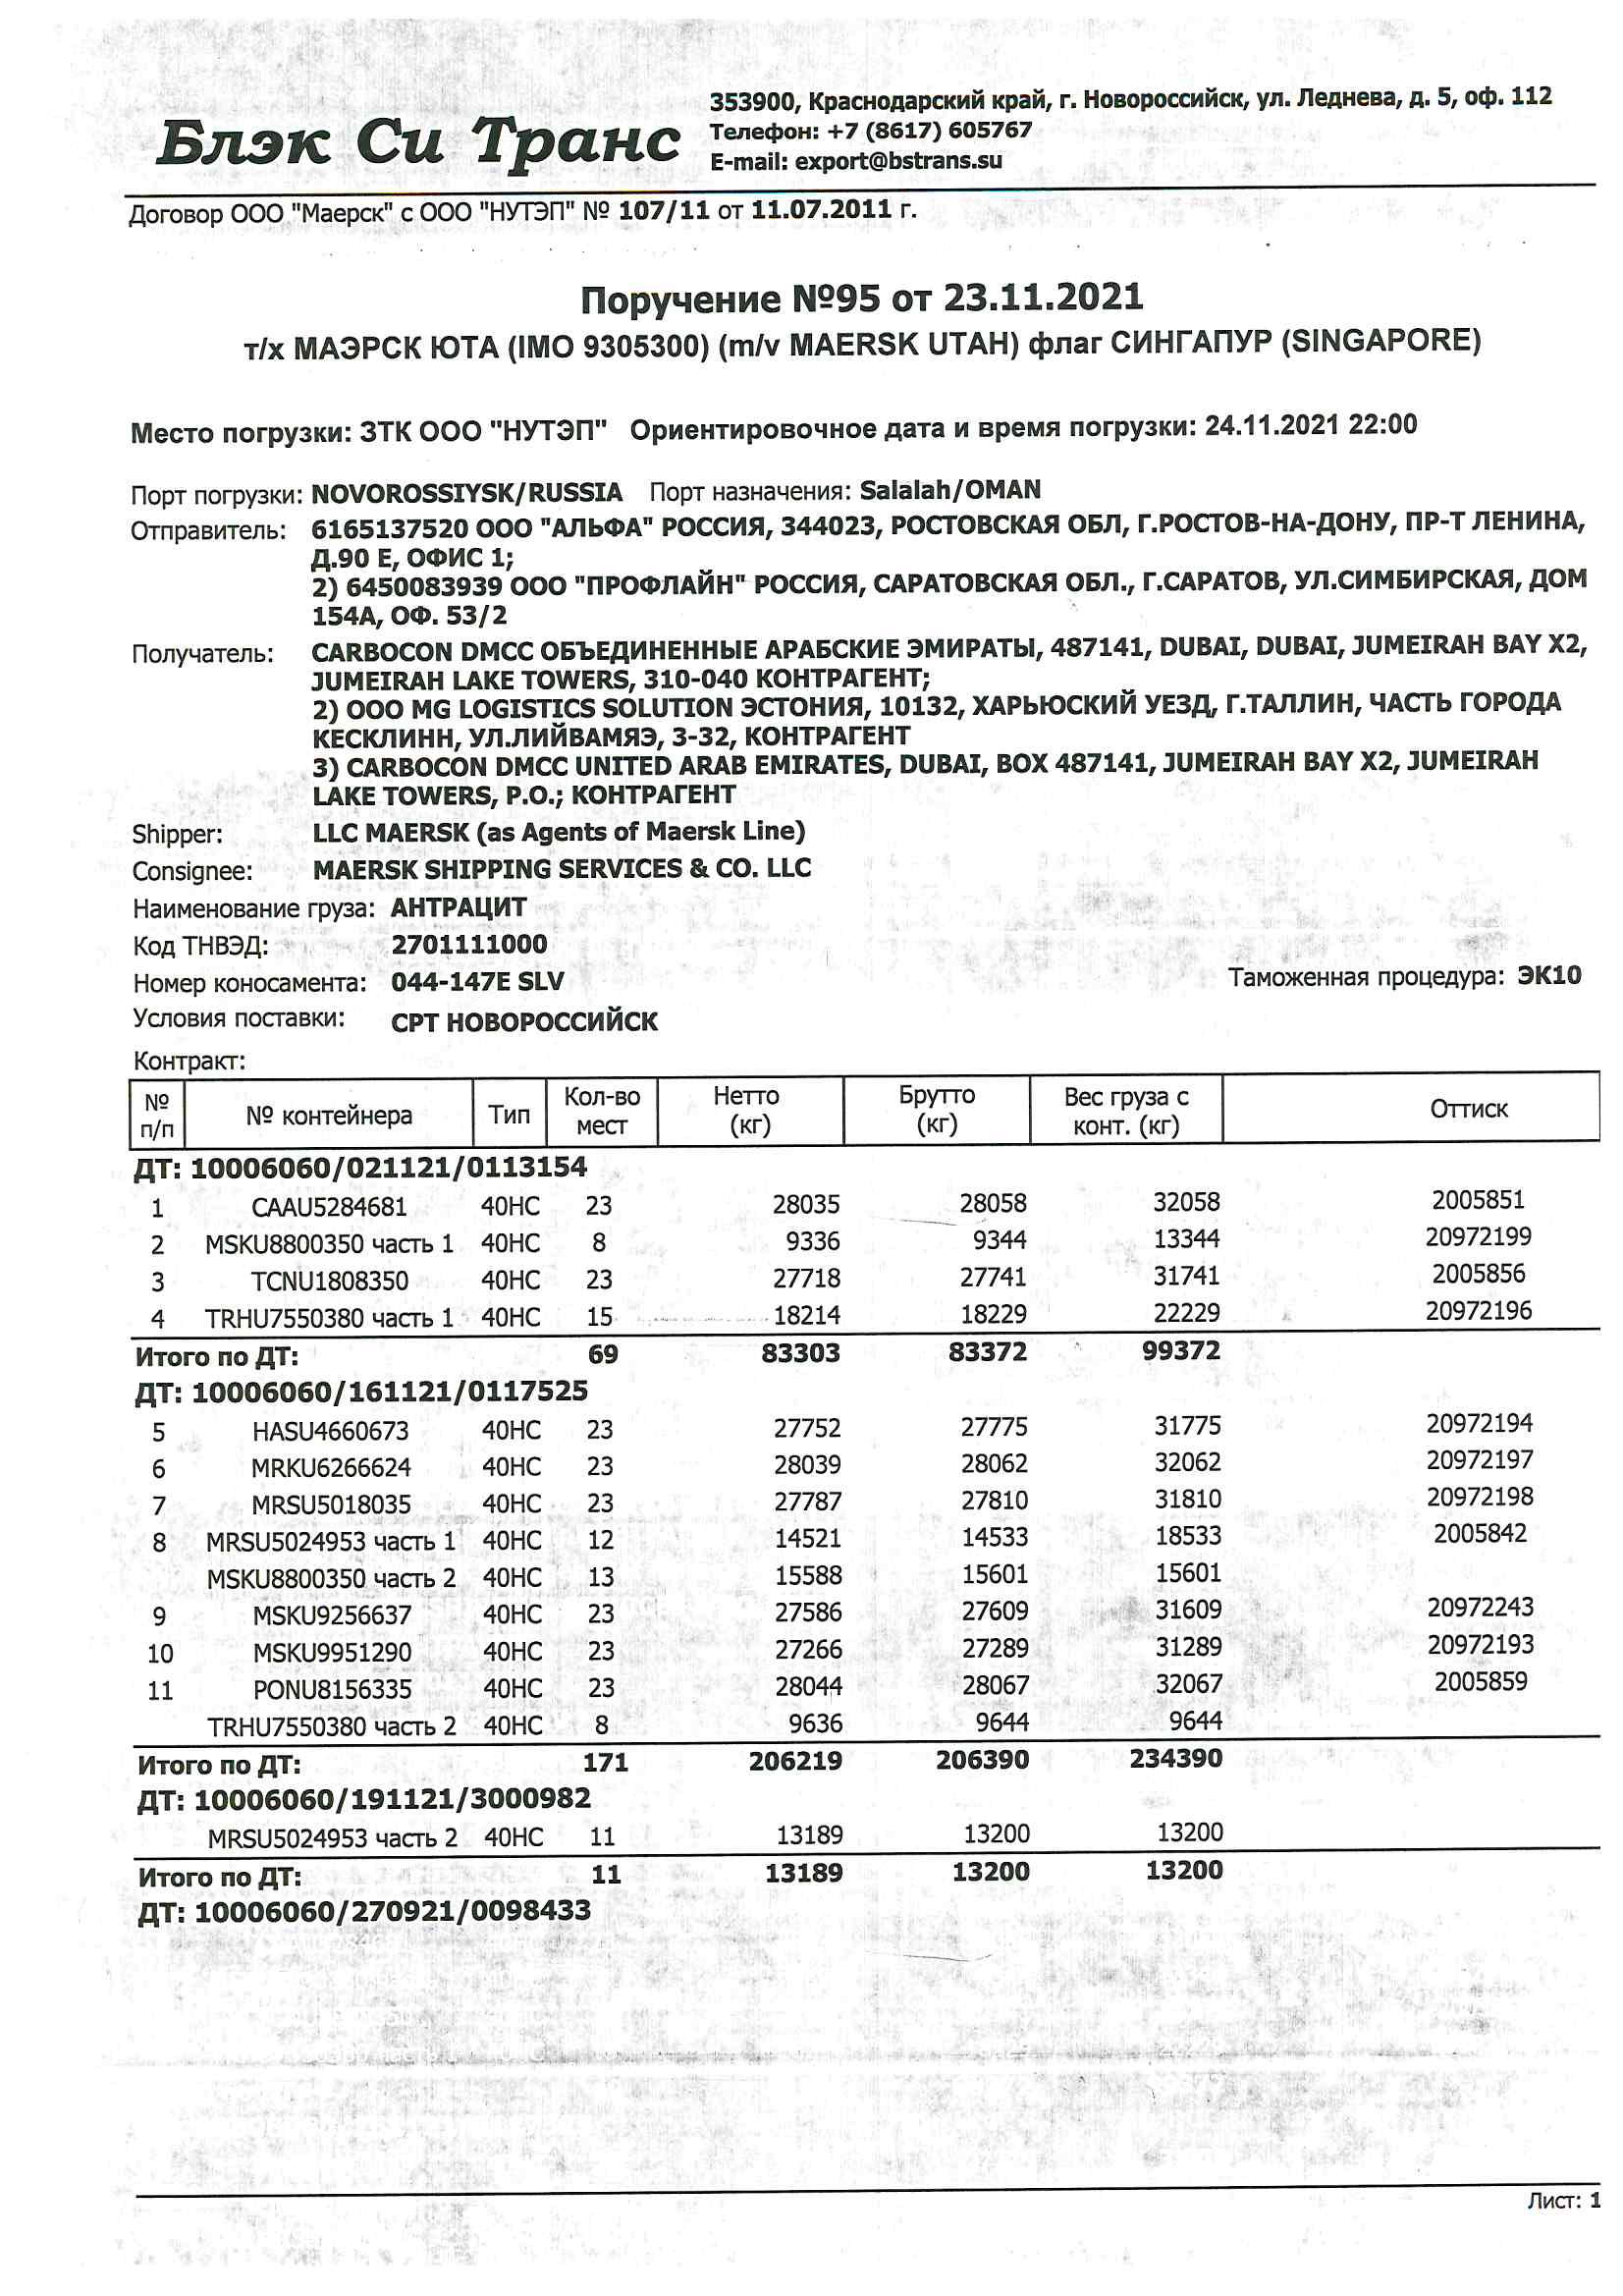 Блэк Си Транс
353900, Краснодарский край, г. Новороссийск, ул. Леднева, д. 5, оф. 112
Телефон: +7 (8617) 605767
E-mail: export@bstrans.su
Договор ООО "Маерск" с ООО "НУТЭП" № 107/11 от 11.07.2011 г.
Поручение №95 от 23.11.2021
т/х МАЭРСК ЮТА (IMO 9305300) (m/v MAERSK UTAH) флаг СИНГАПУР (SINGAPORE)
Место погрузки: ЗТК ООО "НУТЭП" Ориентировочное дата и время погрузки: 24.11.2021 22:00
Порт погрузки: NOVOROSSIYSK/RUSSIA Порт назначения: Salalah/OMAN
Отправитель: 6165137520 ООО "АЛЬФА" РОССИЯ, 344023, РОСТОВСКАЯ ОБЛ, Г.РОСТОВ-НА-ДОНУ, ПР-Т ЛЕНИНА,
Д.90 Е, ОФИС 1;
2) 6450083939 ООО "ПРОФЛАЙН" РОССИЯ, САРАТОВСКАЯ ОБЛ., Г.САРАТОВ, УЛ.СИМБИРСКАЯ, ДОМ
154А, ОФ. 53/2
Получатель: CARBOCON DMCC ОБЪЕДИНЕННЫЕ АРАБСКИЕ ЭМИРАТЫ, 487141, DUBAI, DUBAI, JUMEIRAH BAY X2,
JUMEIRAH LAKE TOWERS, 310-040 КОНТРАГЕНТ;
2) ООО MG LOGISTICS SOLUTION ЭСТОНИЯ, 10132, ХАРЬЮСКИЙ УЕЗД, Г.ТАЛЛИН, ЧАСТЬ ГОРОДА
КЕСКЛИНН, УЛ.ЛИЙВАМЯЭ, 3-32, КОНТРАГЕНТ
3) CARBOCON DMCC UNITED ARAB EMIRATES, DUBAI, BOX 487141, JUMEIRAH BAY X2, JUMEIRAH
LAKE TOWERS, P.O.; КОНТРАГЕНТ
Shipper: LLC MAERSK (as Agents of Maersk Line)
Consignee: MAERSK SHIPPING SERVICES & CO. LLC
Наименование груза: АНТРАЦИТ
Код ТНВЭД: 2701111000
Номер коносамента: 044-147E SLV Таможенная процедура: ЭК10
Условия поставки: СРТ НОВОРОССИЙСК
Контракт:
№ п/п № контейнера Тип Кол-во мест Нетто (кг) Брутто (кг) Вес груза с конт. (кг) Оттиск
ДТ: 10006060/021121/0113154
1 CAAU5284681 40HC 23 28035 28058 32058 2005851
2 MSKU8800350 часть 1 40HC 8 9336 9344 13344 20972199
3 TCNU1808350 40HC 23 27718 27741 31741 2005856
4 TRHU7550380 часть 1 40HC 15 18214 18229 22229 20972196
Итого по ДТ: 69 83303 83372 99372
ДТ: 10006060/161121/0117525
5 HASU4660673 40HC 23 27752 27775 31775 20972194
6 MRKU6266624 40HC 23 28039 28062 32062 20972197
7 MRSU5018035 40HC 23 27787 27810 31810 20972198
8 MRSU5024953 часть 1 40HC 12 14521 14533 18533 2005842
MSKU8800350 часть 2 40HC 13 15588 15601 15601
9 MSKU9256637 40HC 23 27586 27609 31609 20972243
10 MSKU9951290 40HC 23 27266 27289 31289 20972193
11 PONU8156335 40HC 23 28044 28067 32067 2005859
TRHU7550380 часть 2 40HC 8 9636 9644 9644
Итого по ДТ: 171 206219 206390 234390
ДТ: 10006060/191121/3000982
MRSU5024953 часть 2 40HC 11 13189 13200 13200
Итого по ДТ: 11 13189 13200 13200
ДТ: 10006060/270921/0098433
Лист: 1